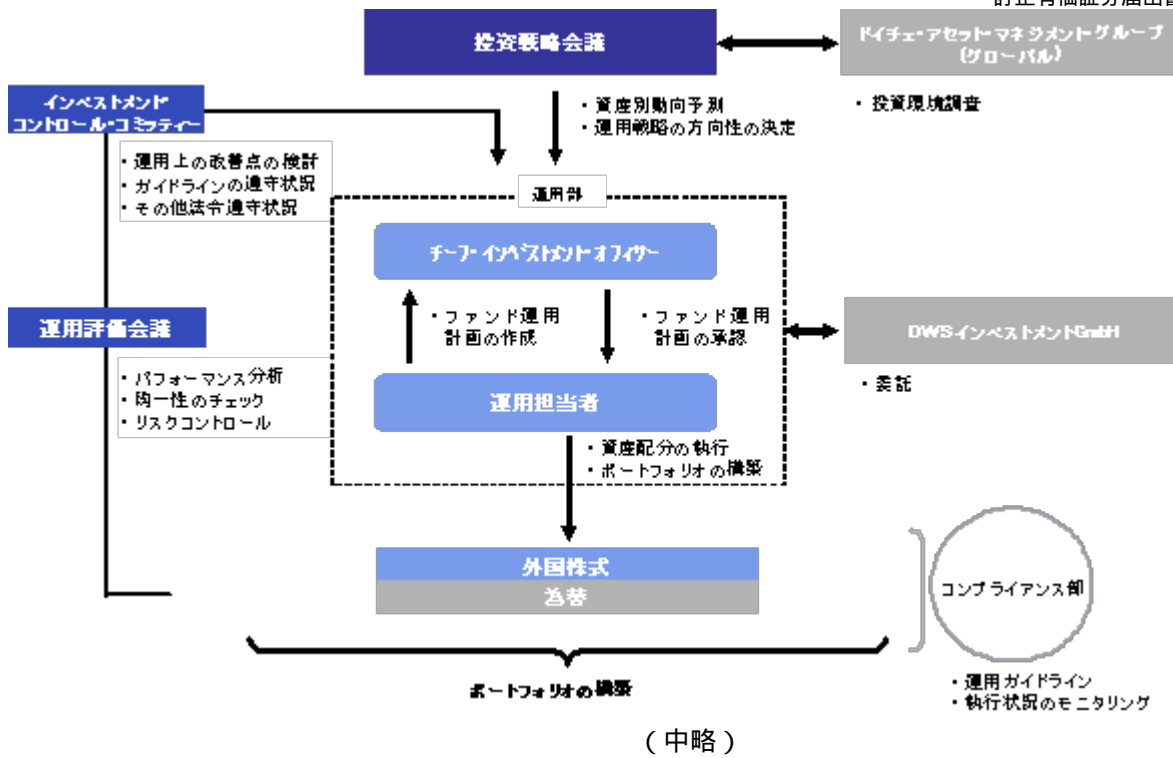 投資戦略会議
ドイチェ・アセット・マネジメント・グループ
(グローバル)
・投資環境調査
・資産別動向予測
・運用戦略の方向性の決定
インベストメント
コントロール・コミッティー
・運用上の改善点の検討
・ガイドラインの遵守状況
・その他法令遵守状況
運用部
チーフ・インベストメント・オフィサー
・ファンド運用
計画の作成
・ファンド運用
計画の承認
運用評価会議
・パフォーマンス分析
・均一性のチェック
・リスクコントロール
DWSインベストメントGmbH
・委託
運用担当者
・資産配分の執行
・ポートフォリオの構築
外国株式
為替
コンプライアンス部
・運用ガイドライン
・執行状況のモニタリング
ポートフォリオの構築
(中略)